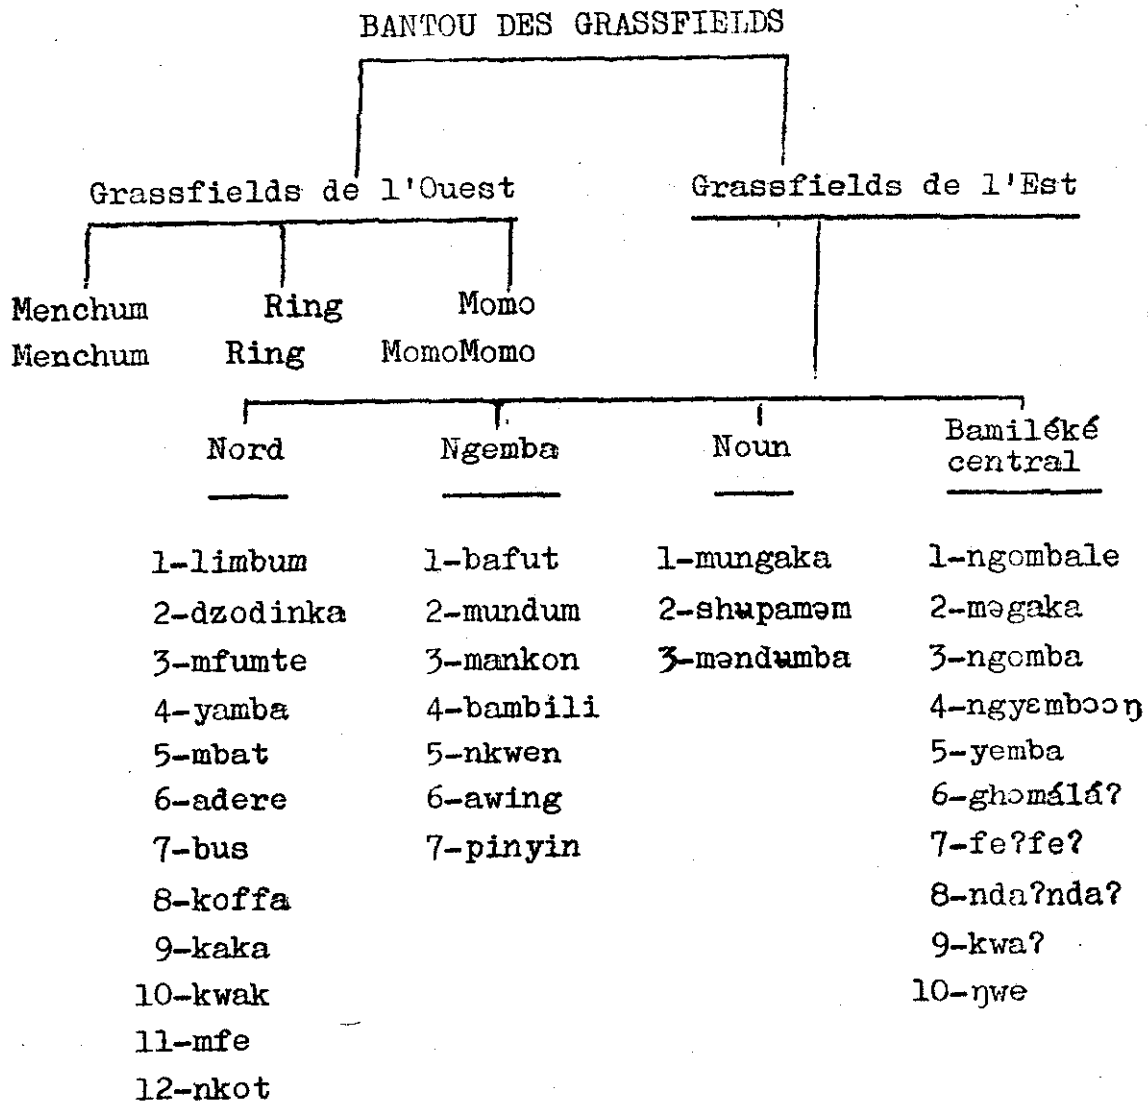 BANTOU DES GRASSFIELDS
Grassfields de l'Ouest Grassfields de l'Est
Menchum Ring Momo
Menchum Ring MomoMomo
Nord Ngemba Noun Bamiléké central
1-limbum 1-bafut 1-mungaka 1-ngombale
2-dzodinka 2-mundum 2-shʉpaməm 2-məgaka
3-mfumte 3-mankon 3-məndʉmba 3-ngomba
4-yamba 4-bambili 4-ngyɛmbɔɔŋ
5-mbat 5-nkwen 5-yemba
6-adere 6-awing 6-ghɔmálá?
7-bus 7-pinyin 7-fe?fe?
8-koffa 8-nda?nda?
9-kaka 9-kwa?
10-kwak 10-ŋwe
11-mfe
12-nkot